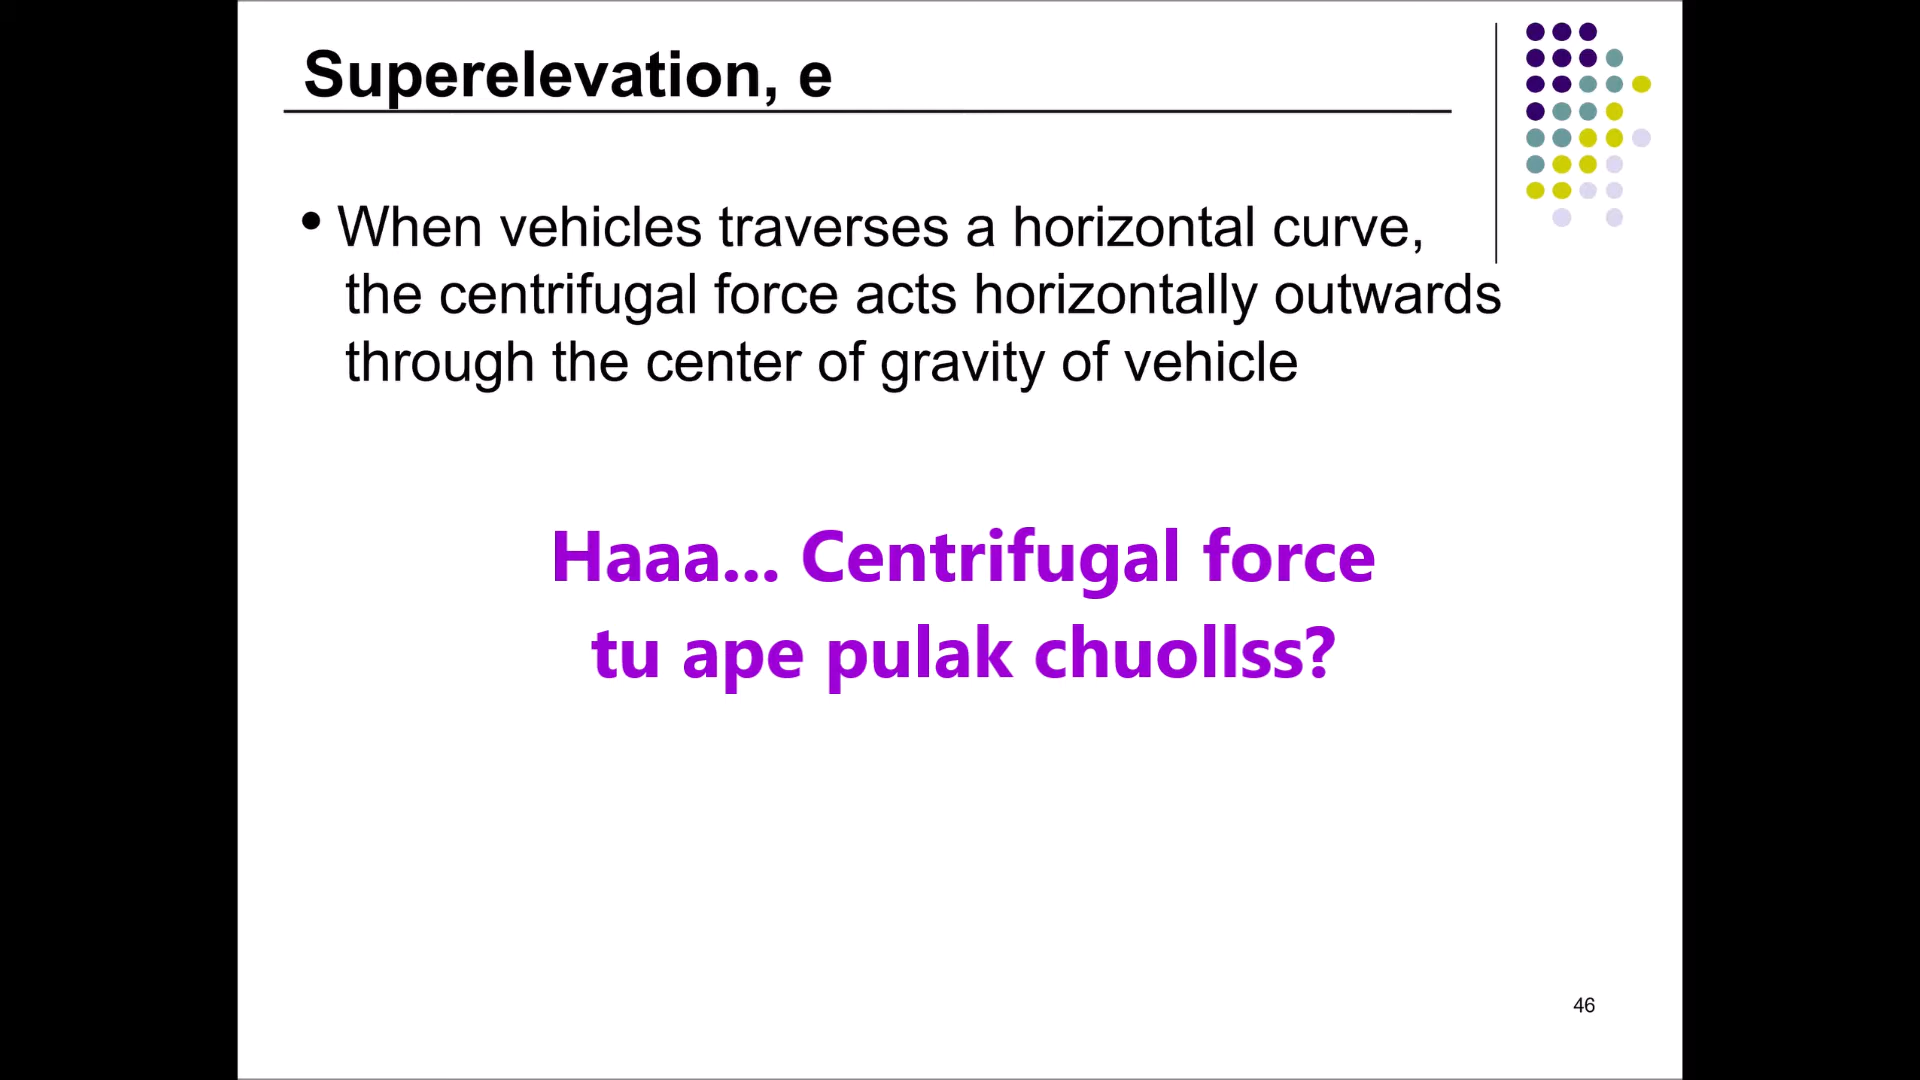 Superelevation, e
• When vehicles traverses a horizontal curve,
the centrifugal force acts horizontally outwards
through the center of gravity of vehicle
Haaa... Centrifugal force
tu ape pulak chuollss?
46